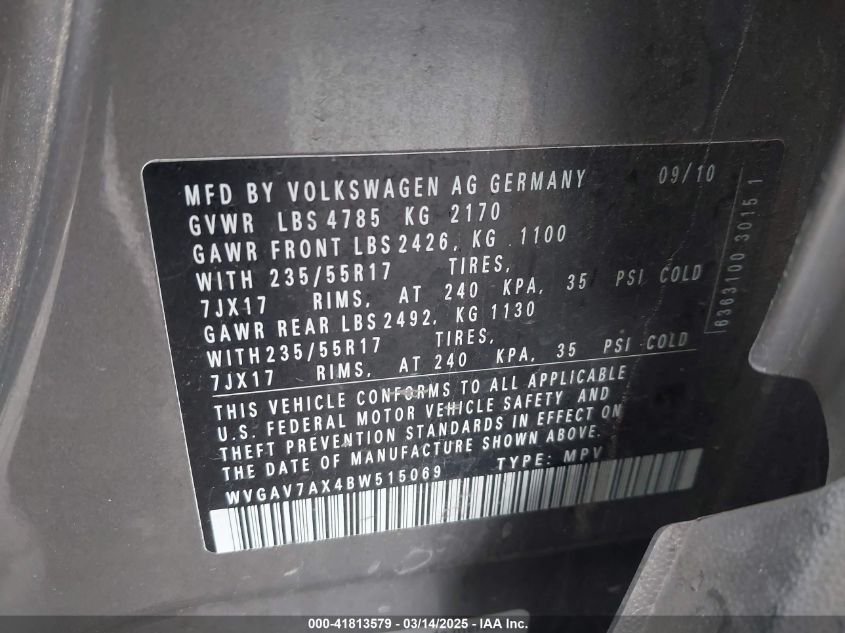 MFD BY VOLKSWAGEN AG GERMANY 09/10
GVWR LBS 4785 KG 2170
GAWR FRONT LBS 2426, KG 1100
WITH 235/55R17 TIRES,
7JX17 RIMS, AT 240 KPA, 35 PSI COLD
GAWR REAR LBS 2492, KG 1130
WITH 235/55R17 TIRES,
7JX17 RIMS, AT 240 KPA, 35 PSI COLD
THIS VEHICLE CONFORMS TO ALL APPLICABLE
U.S. FEDERAL MOTOR VEHICLE SAFETY AND
THEFT PREVENTION STANDARDS IN EFFECT ON
THE DATE OF MANUFACTURE SHOWN ABOVE.
WVGAV7AX4BW515069 TYPE: MPV
6363100 3015 1
000-41813579 - 03/14/2025 - IAA Inc.